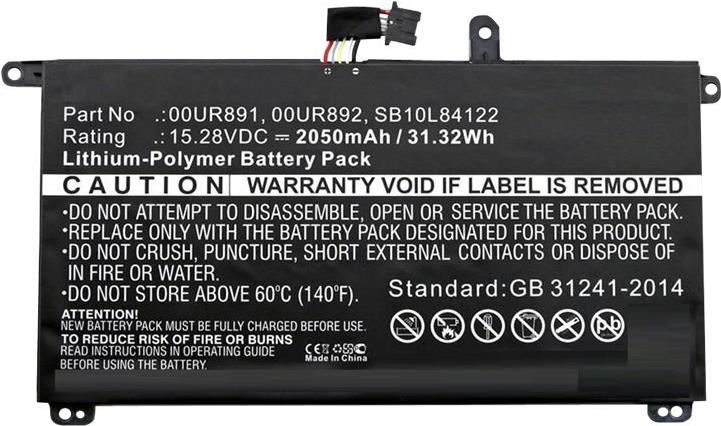 + -
Part No .:00UR891, 00UR892, SB10L84122
Rating .:15.28VDC ⎓ 2050mAh / 31.32Wh
Lithium-Polymer Battery Pack
CAUTION WARRANTY VOID IF LABEL IS REMOVED
•DO NOT ATTEMPT TO DISASSEMBLE, OPEN OR SERVICE THE BATTERY PACK.
•REPLACE ONLY WITH THE BATTERY PACK DESIGNATED FOR THIS PRODUCT.
•DO NOT CRUSH, PUNCTURE, SHORT EXTERNAL CONTACTS OR DISPOSE OF
IN FIRE OR WATER.
•DO NOT STORE ABOVE 60°C (140°F).
Standard:GB 31241-2014
ATTENTION!
NEW BATTERY PACK MUST BE FULLY CHARGED BEFORE USING
TO REDUCE RISK OF FIRE OR BURNS
READ INSTRUCTIONS IN OPERATING GUIDE
BEFORE USING THE BATTERY PACK.
CE
Made In China
Pb